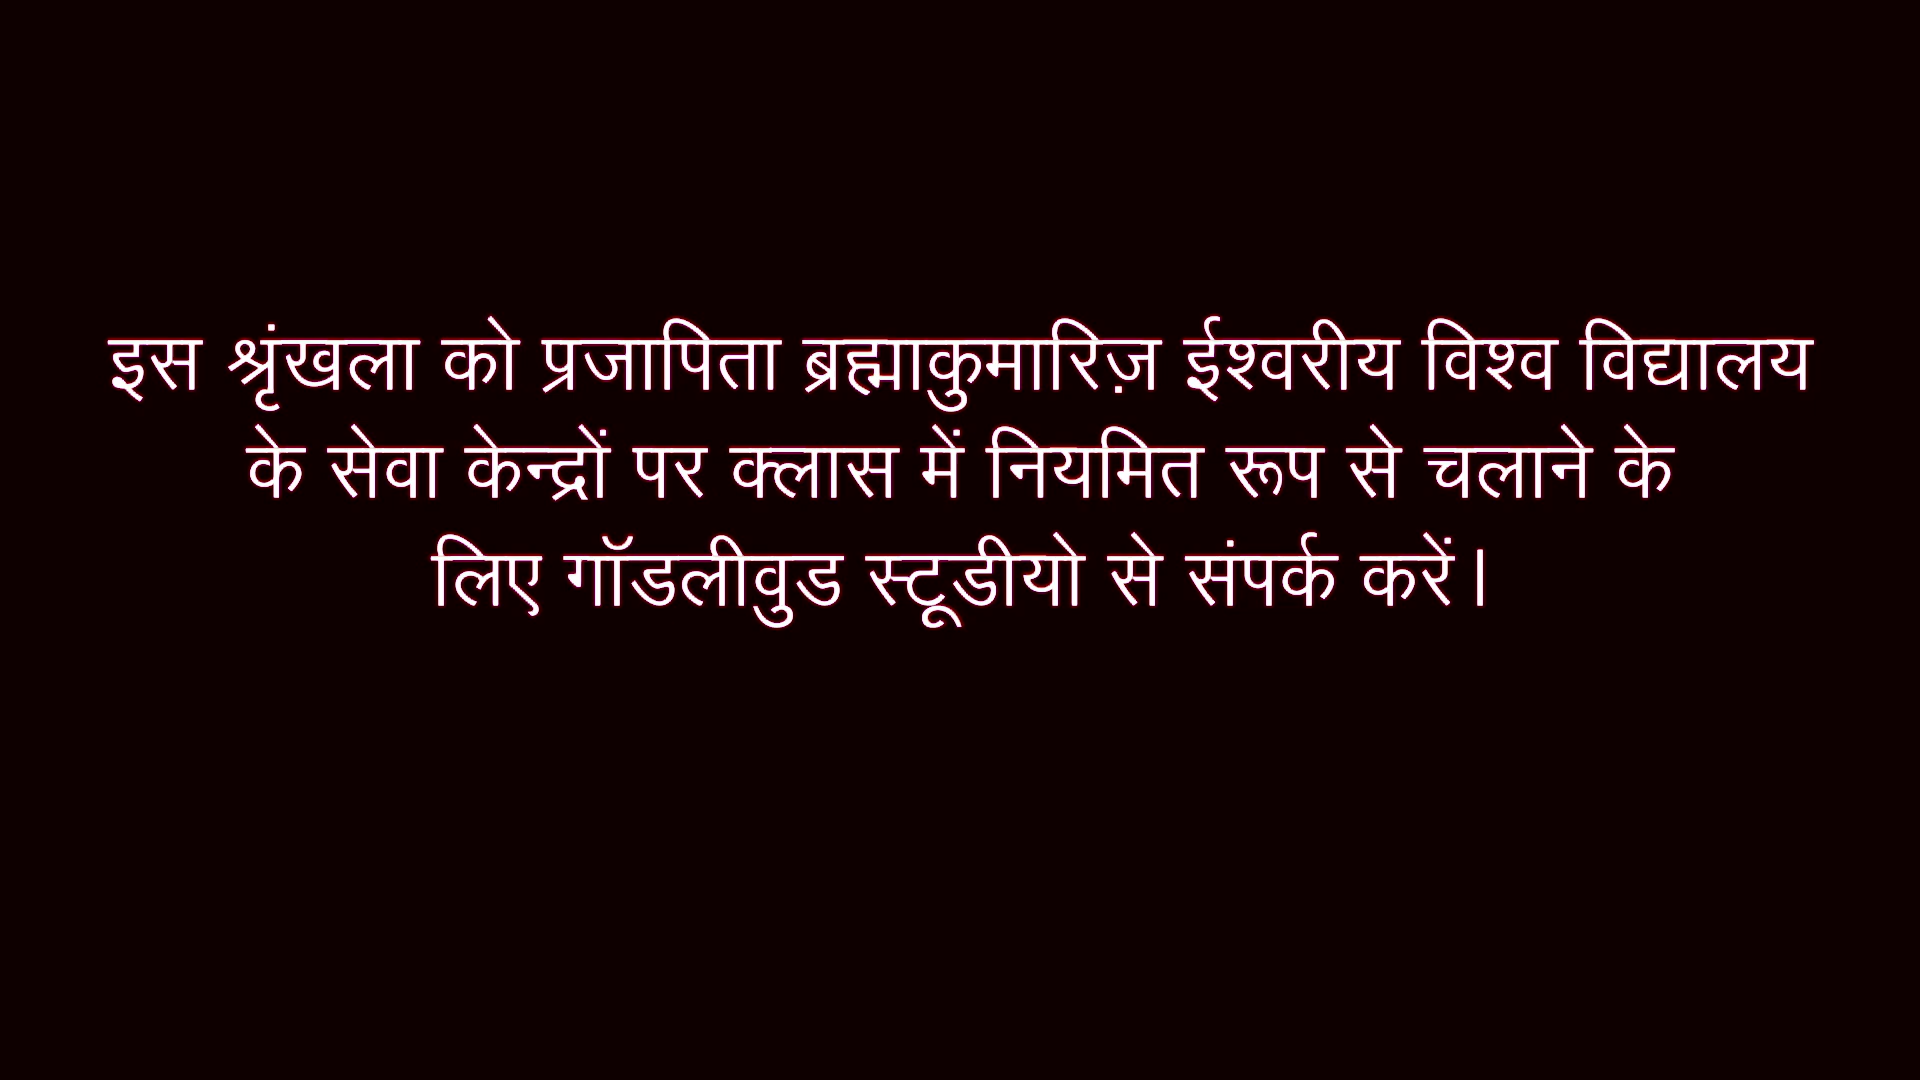 इस श्रृंखला को प्रजापिता ब्रह्माकुमारिज़ ईश्वरीय विश्व विद्यालय
के सेवा केन्द्रों पर क्लास में नियमित रूप से चलाने के
लिए गॉडलीवुड स्टूडीयो से संपर्क करें।